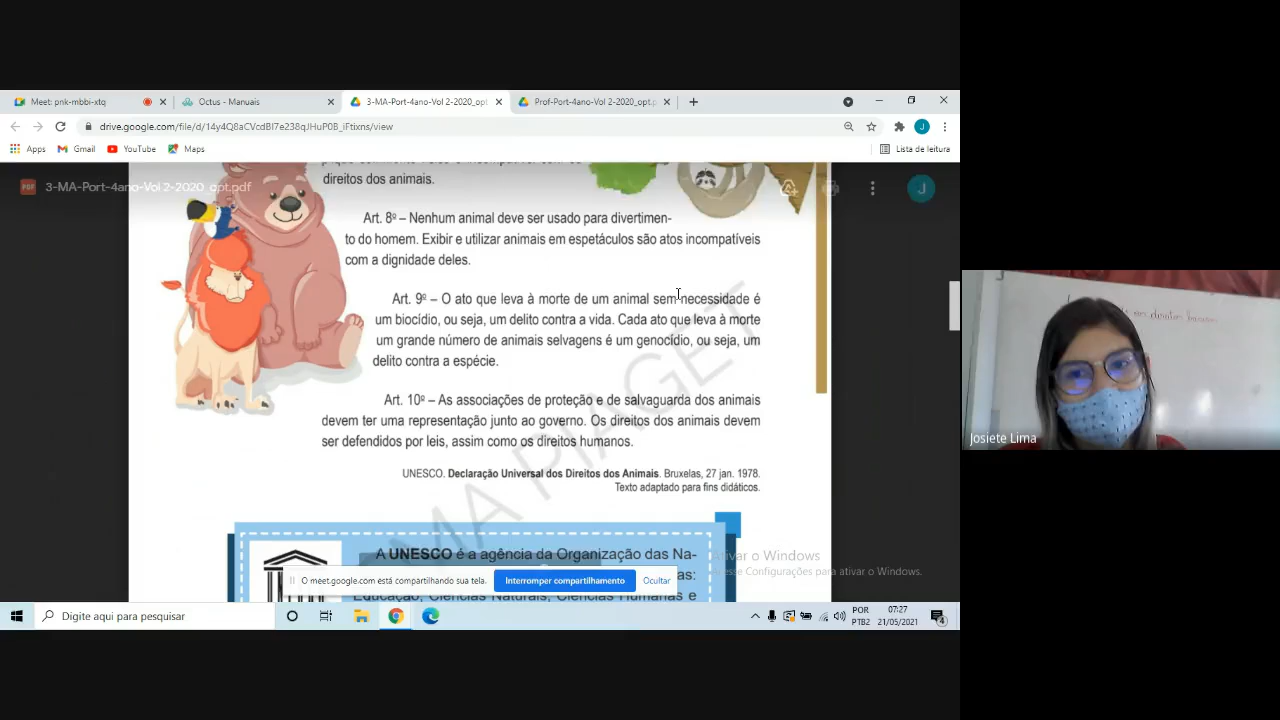 Meet: pnk-mbbi-xtq
Octus - Manuais
3-MA-Port-4ano-Vol 2-2020_opt
Prof-Port-4ano-Vol 2-2020_opt.p
drive.google.com/file/d/14y4Q8aCVcdBI7e238qJHuP0B_iFtixns/view
Apps Gmail YouTube Maps Lista de leitura
direitos dos animais.
3-MA-Port-4ano-Vol 2-2020_opt.pdf
J
Art. 8º – Nenhum animal deve ser usado para divertimen-
to do homem. Exibir e utilizar animais em espetáculos são atos incompatíveis
com a dignidade deles.
Art. 9º – O ato que leva à morte de um animal sem necessidade é
um biocídio, ou seja, um delito contra a vida. Cada ato que leva à morte
um grande número de animais selvagens é um genocídio, ou seja, um
delito contra a espécie.
Art. 10º – As associações de proteção e de salvaguarda dos animais
devem ter uma representação junto ao governo. Os direitos dos animais devem
ser defendidos por leis, assim como os direitos humanos.
UNESCO. Declaração Universal dos Direitos dos Animais. Bruxelas, 27 jan. 1978.
Texto adaptado para fins didáticos.
MA PIAGET
A UNESCO é a agência da Organização das Na-
as:
Educação, Ciências Naturais, Ciências Humanas e
O meet.google.com está compartilhando sua tela. Interromper compartilhamento Ocultar
Ativar o Windows
Acesse Configurações para ativar o Windows.
Digite aqui para pesquisar
POR
PTB2
07:27
21/05/2021
4
Josiete Lima